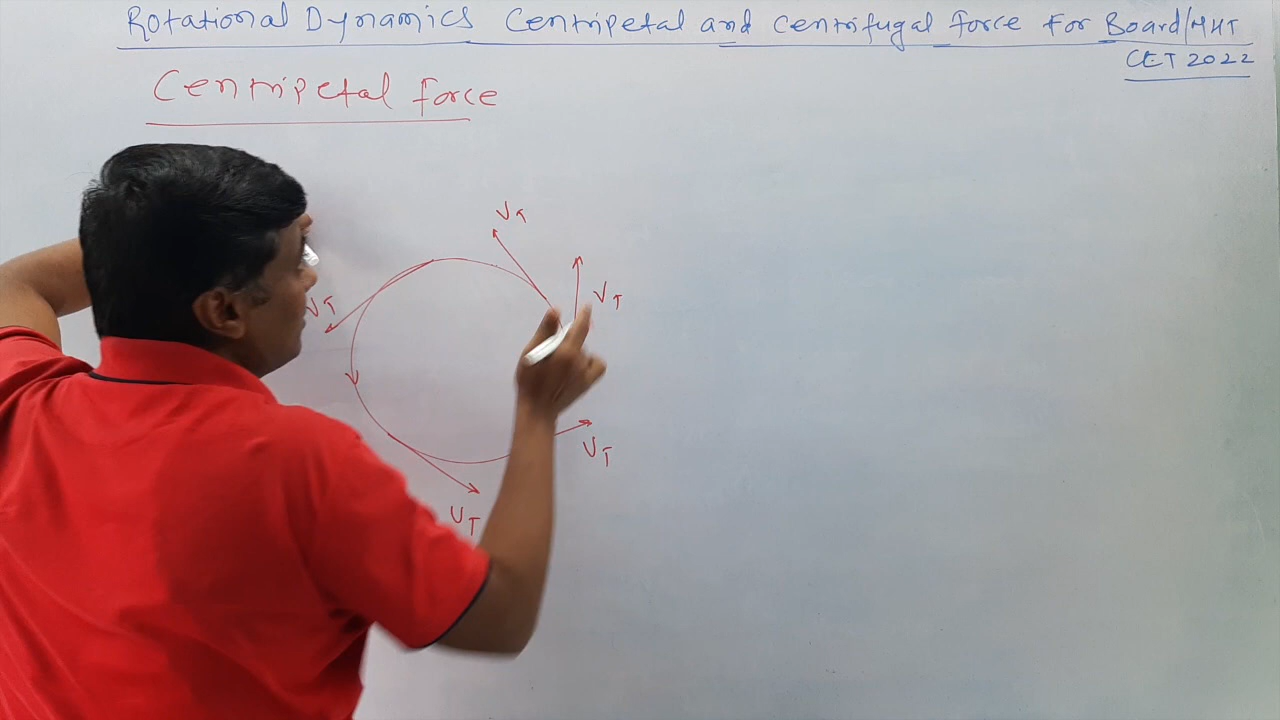 Rotational Dynamics Centripetal and Centrifugal force for Board/MHT
CET 2022
Centripetal force
VT
VT
VT
VT
VT